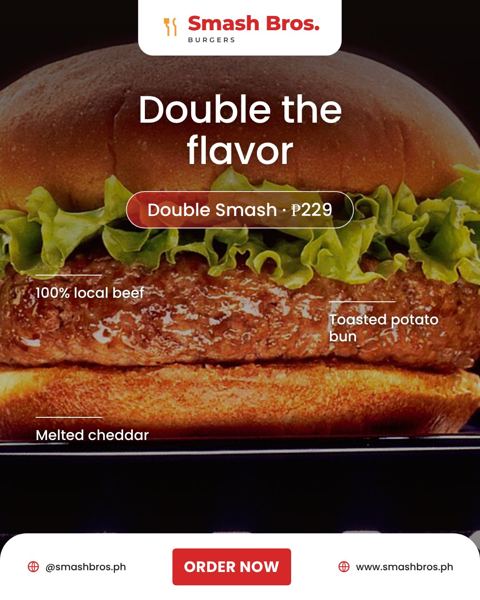 Smash Bros.
BURGERS
Double the
flavor
Double Smash · ₱229
100% local beef
Toasted potato
bun
Melted cheddar
@smashbros.ph
ORDER NOW
www.smashbros.ph